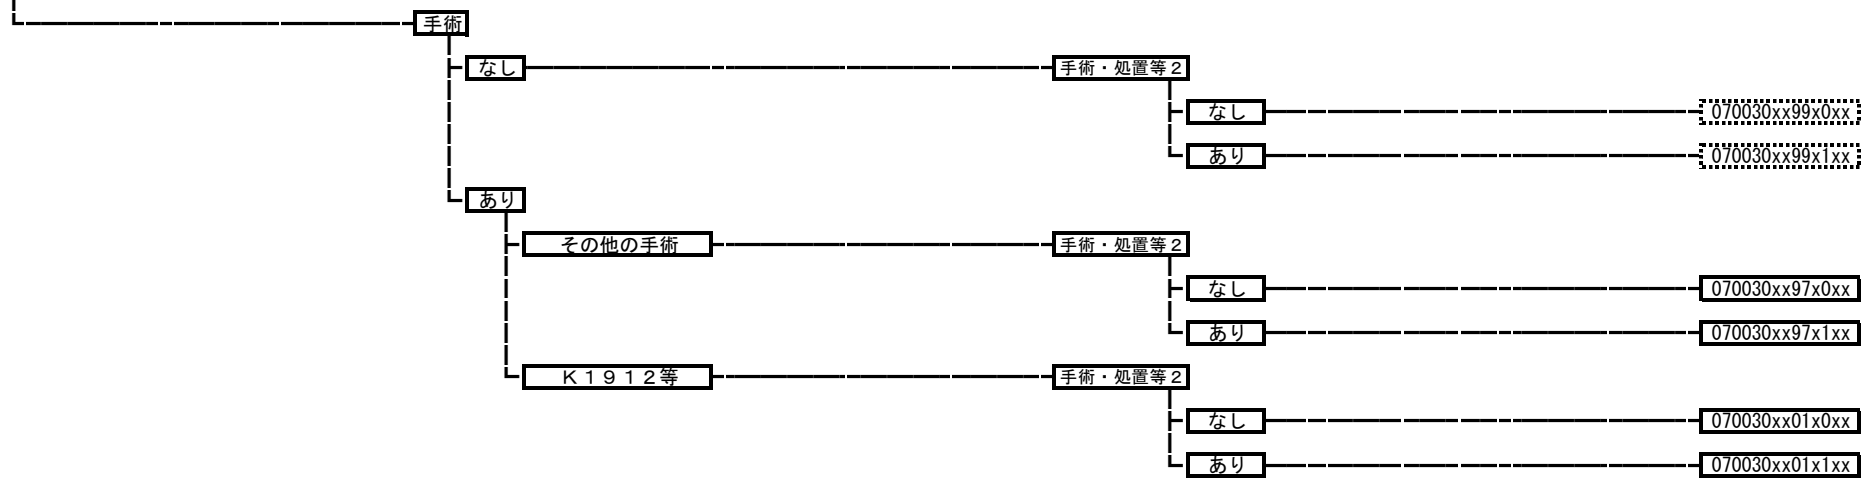 手術
なし 手術・処置等２
なし 070030xx99x0xx
あり 070030xx99x1xx
あり
その他の手術 手術・処置等２
なし 070030xx97x0xx
あり 070030xx97x1xx
Ｋ１９１２等 手術・処置等２
なし 070030xx01x0xx
あり 070030xx01x1xx